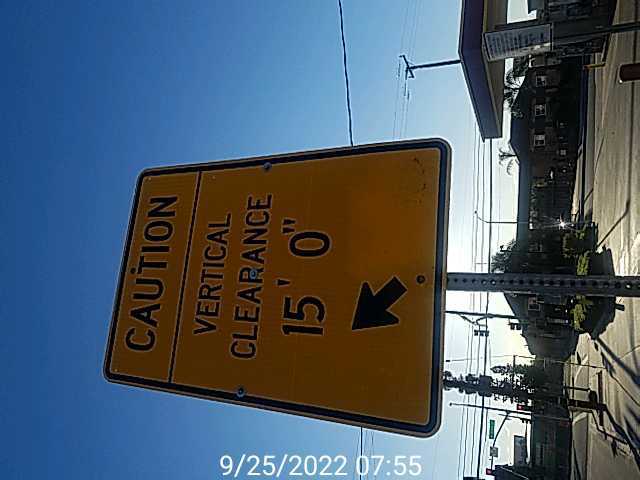 CAUTION
VERTICAL
CLEARANCE
15' 0"
9/25/2022 07:55